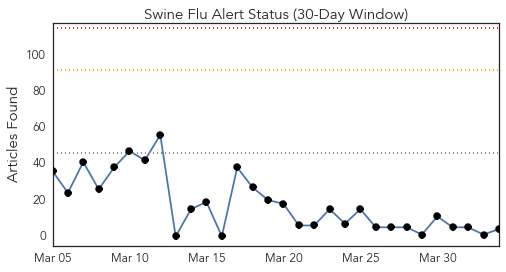 Swine Flu Alert Status (30-Day Window)
Articles Found
100
80
60
40
20
0
Mar 05
Mar 10
Mar 15
Mar 20
Mar 25
Mar 30